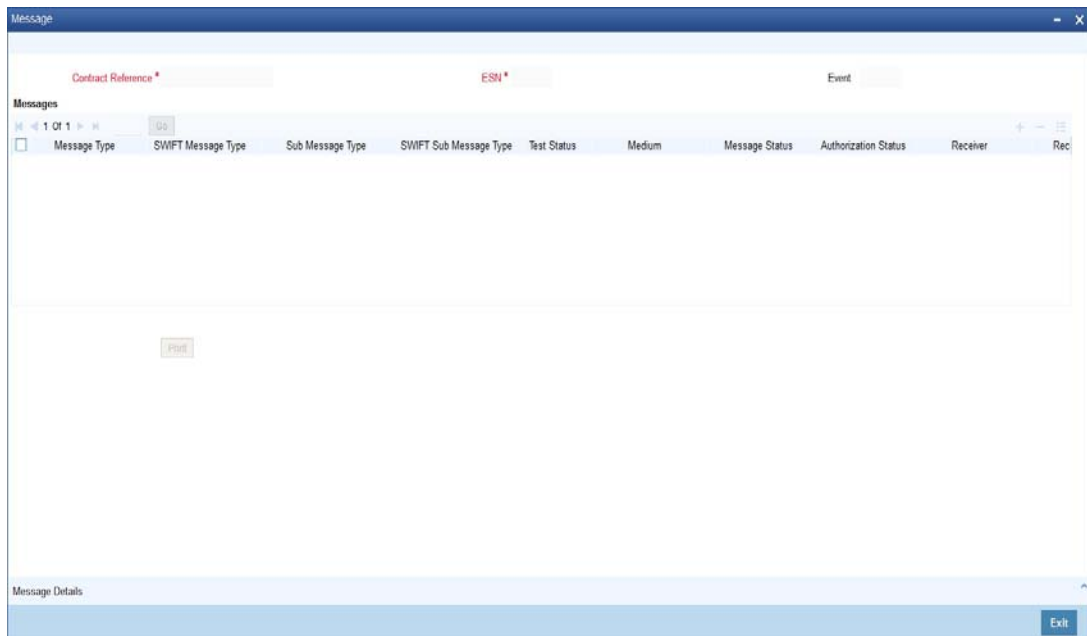 Message
Contract Reference * ESN * Event
Messages
1 Of 1 Go
Message Type SWIFT Message Type Sub Message Type SWIFT Sub Message Type Test Status Medium Message Status Authorization Status Receiver Rec
Print
Message Details
Exit